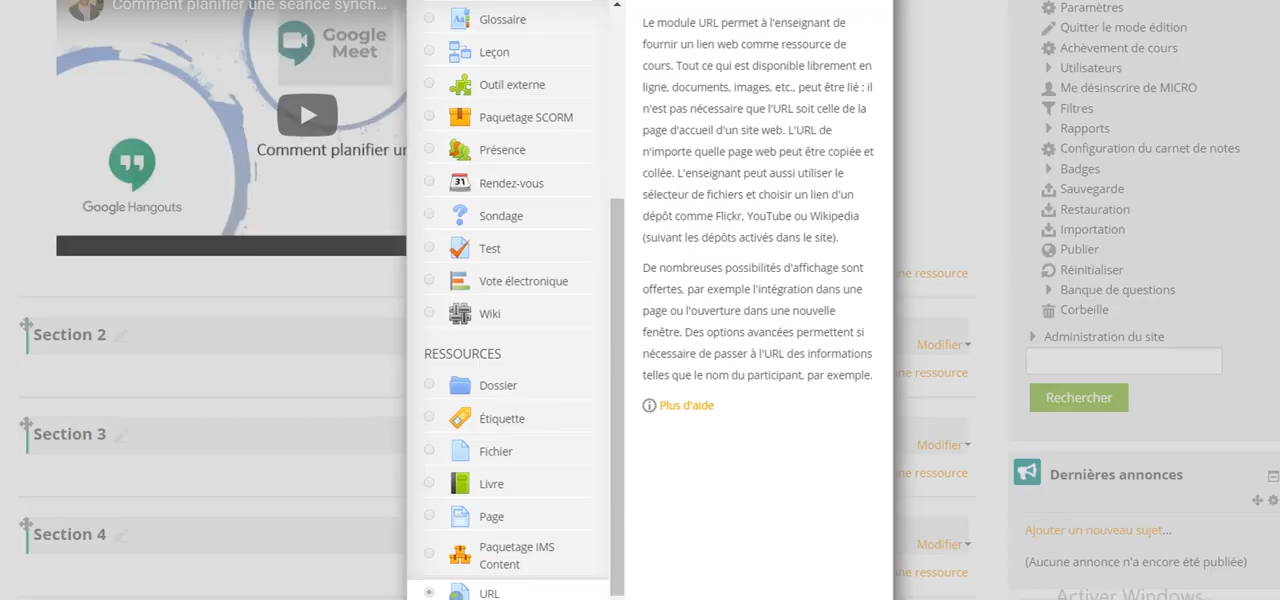 Comment planifier une séance synch...
Google
Meet
Comment planifier un
Google Hangouts
Section 2
Section 3
Section 4
Glossaire
Leçon
Outil externe
Paquetage SCORM
Présence
31
Rendez-vous
Sondage
Test
Vote électronique
Wiki
RESSOURCES
Dossier
Étiquette
Fichier
Livre
Page
Paquetage IMS
Content
URL
Le module URL permet à l'enseignant de
fournir un lien web comme ressource de
cours. Tout ce qui est disponible librement en
ligne, documents, images, etc., peut être lié ; il
n'est pas nécessaire que l'URL soit celle de la
page d'accueil d'un site web. L'URL de
n'importe quelle page web peut être copiée et
collée. L'enseignant peut aussi utiliser le
sélecteur de fichiers et choisir un lien d'un
dépôt comme Flickr, YouTube ou Wikipedia
(suivant les dépôts activés dans le site).
De nombreuses possibilités d'affichage sont
offertes, par exemple l'intégration dans une
page ou l'ouverture dans une nouvelle
fenêtre. Des options avancées permettent si
nécessaire de passer à l'URL des informations
telles que le nom du participant, par exemple.
Plus d'aide
ne ressource
Modifier
ne ressource
Modifier
ne ressource
Modifier
ne ressource
Paramètres
Quitter le mode édition
Achèvement de cours
Utilisateurs
Me désinscrire de MICRO
Filtres
Rapports
Configuration du carnet de notes
Badges
Sauvegarde
Restauration
Importation
Publier
Réinitialiser
Banque de questions
Corbeille
Administration du site
Rechercher
Dernières annonces
Ajouter un nouveau sujet...
(Aucune annonce n'a encore été publiée)
Activer Windows